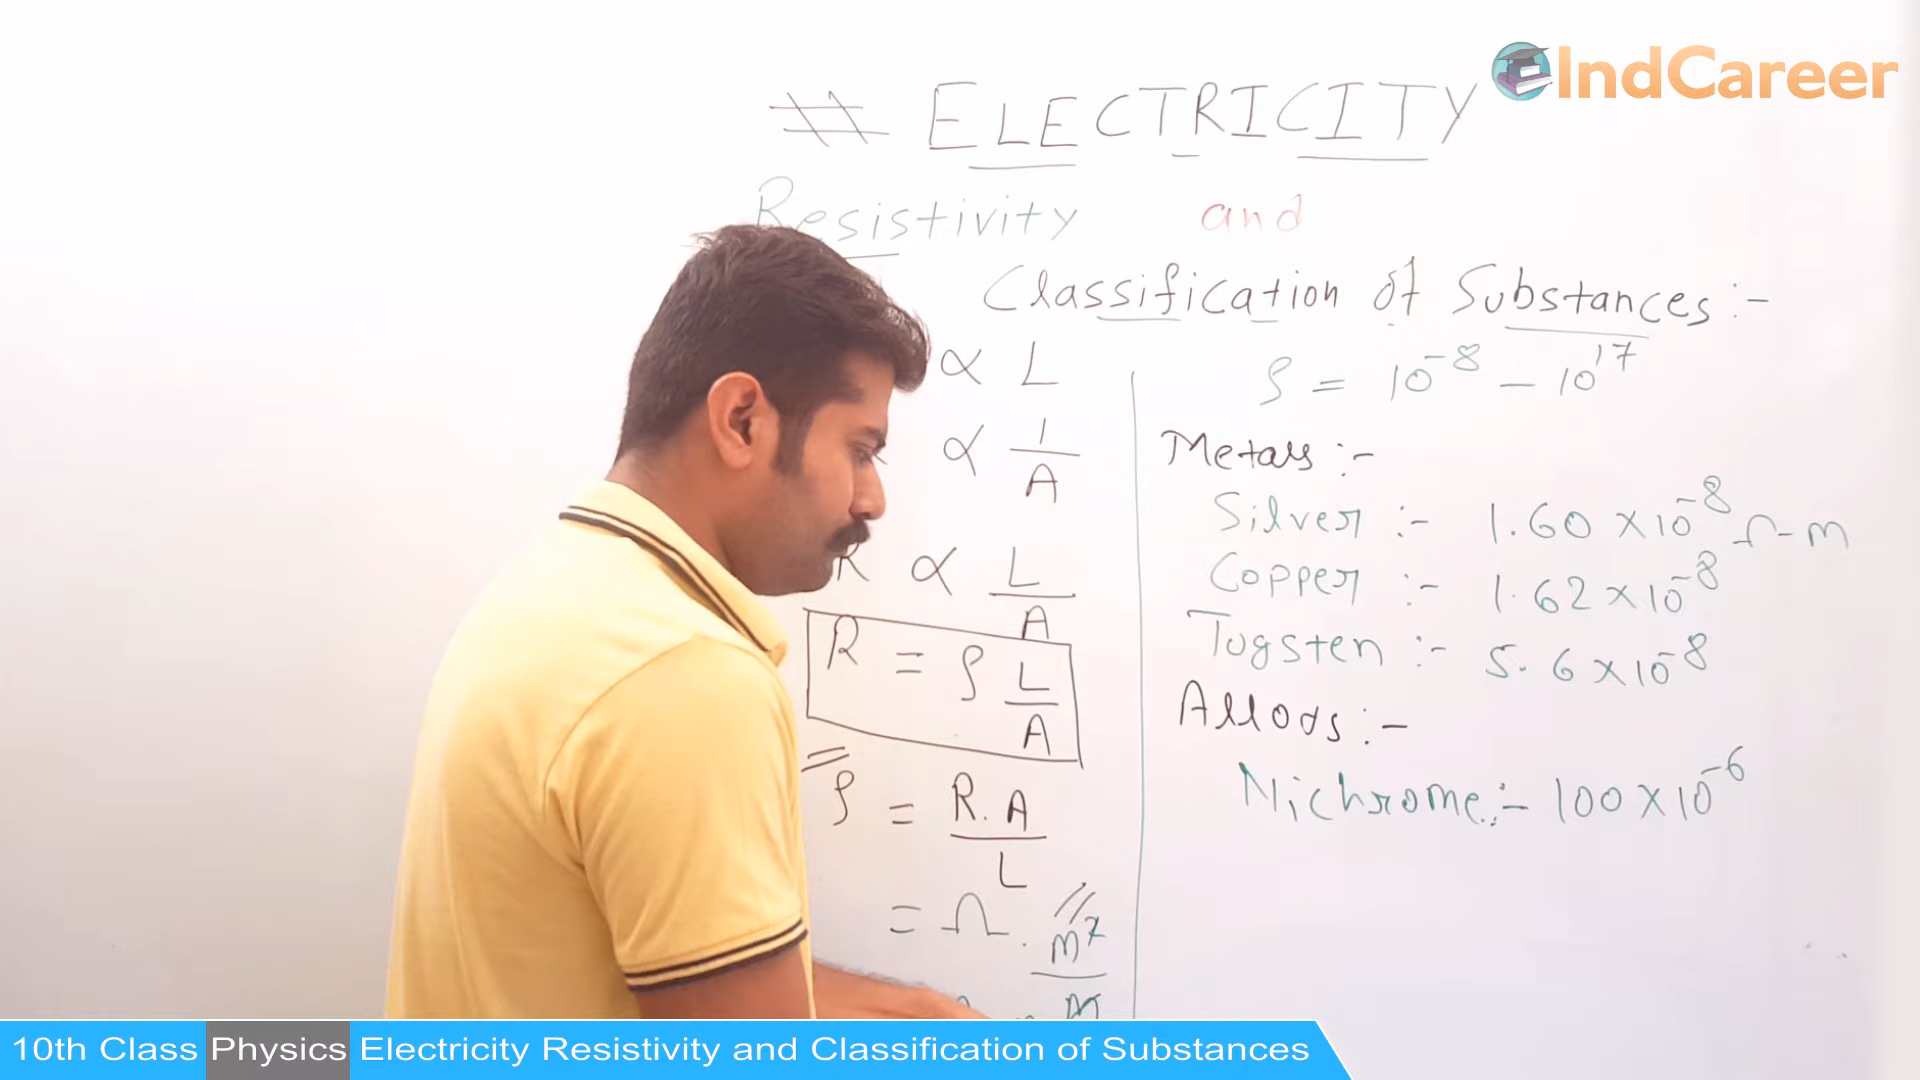 IndCareer
# ELECTRICITY
Resistivity and
Classification of Substances :-
∝ L
∝ 1/A
R ∝ L/A
R = ρ L/A
ρ = R.A/L
= Ω. m²/m
ρ = 10⁻⁸ – 10¹⁷
Metals :-
Silver :- 1.60 × 10⁻⁸ Ω-m
Copper :- 1.62 × 10⁻⁸
Tugsten :- 5.6 × 10⁻⁸
Alloys :-
Nichrome :- 100 × 10⁻⁶
10th Class Physics Electricity Resistivity and Classification of Substances